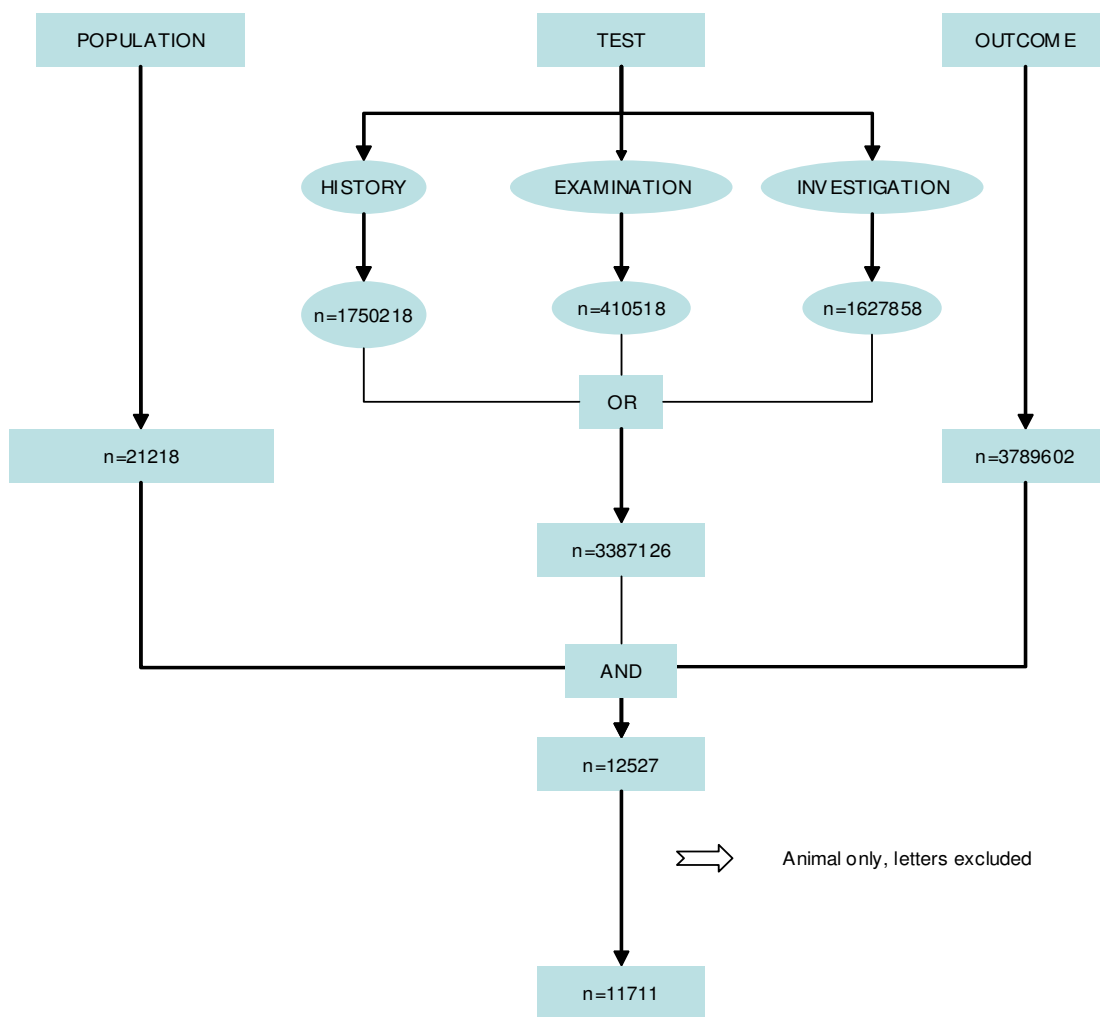 POPULATION
TEST
OUTCOME
HISTORY
EXAMINATION
INVESTIGATION
n=1750218
n=410518
n=1627858
OR
n=21218
n=3789602
n=3387126
AND
n=12527
Animal only, letters excluded
n=11711